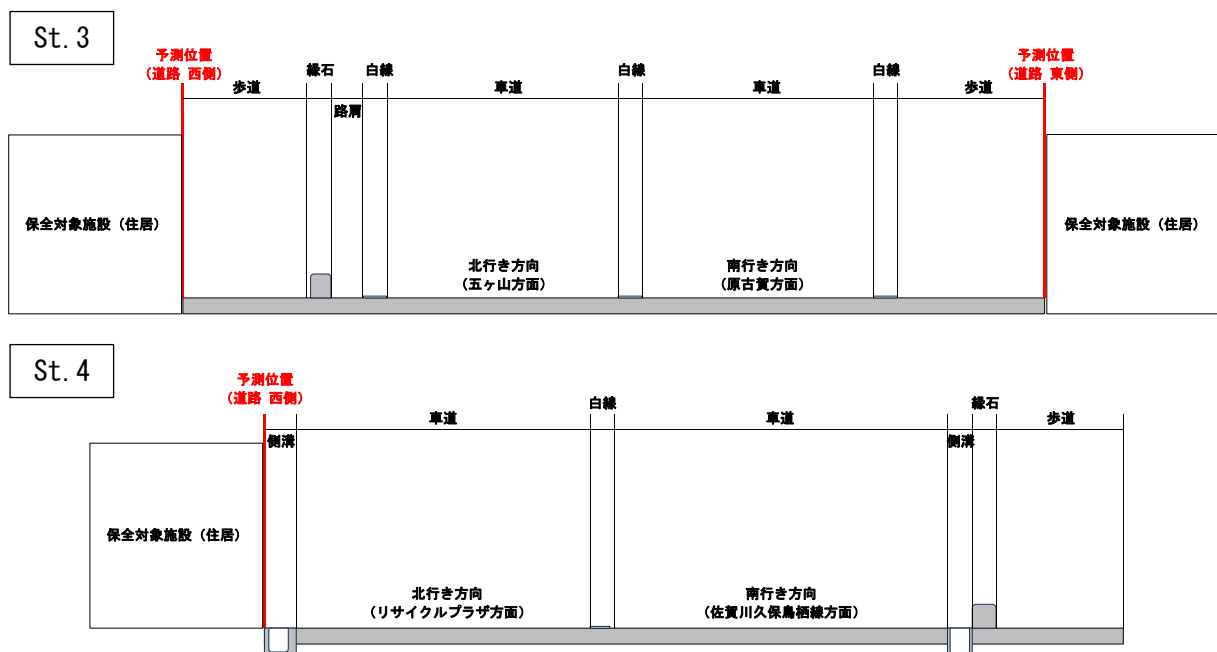 St.3
予測位置
(道路 西側)
予測位置
(道路 東側)
縁石
白線
白線
歩道
車道
車道
歩道
路肩
保全対象施設（住居）
保全対象施設（住居）
北行き方向
(五ヶ山方面)
南行き方向
(原古賀方面)
St.4
予測位置
(道路 西側)
白線
縁石
車道
車道
歩道
側溝
側溝
保全対象施設（住居）
北行き方向
(リサイクルプラザ方面)
南行き方向
(佐賀川久保鳥栖線方面)